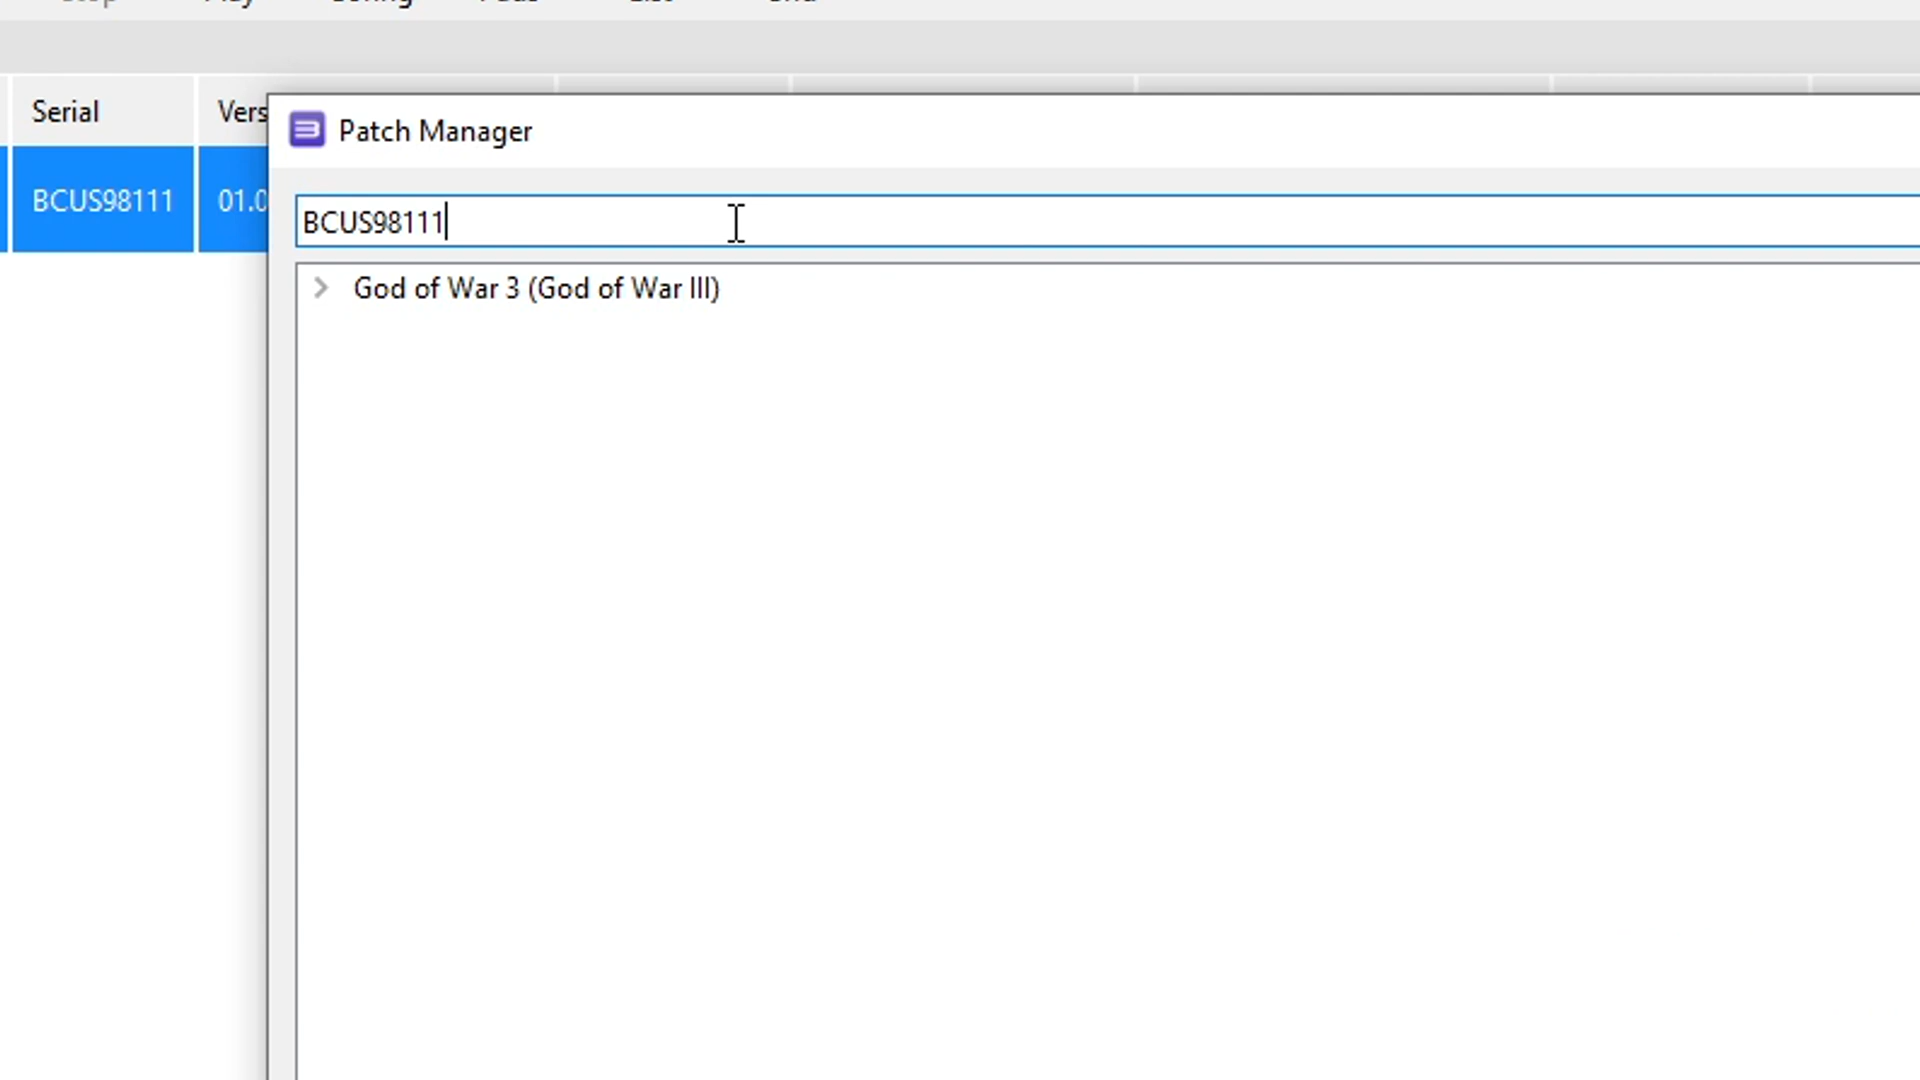 Serial
Vers
Patch Manager
BCUS98111
01.0
BCUS98111
God of War 3 (God of War III)